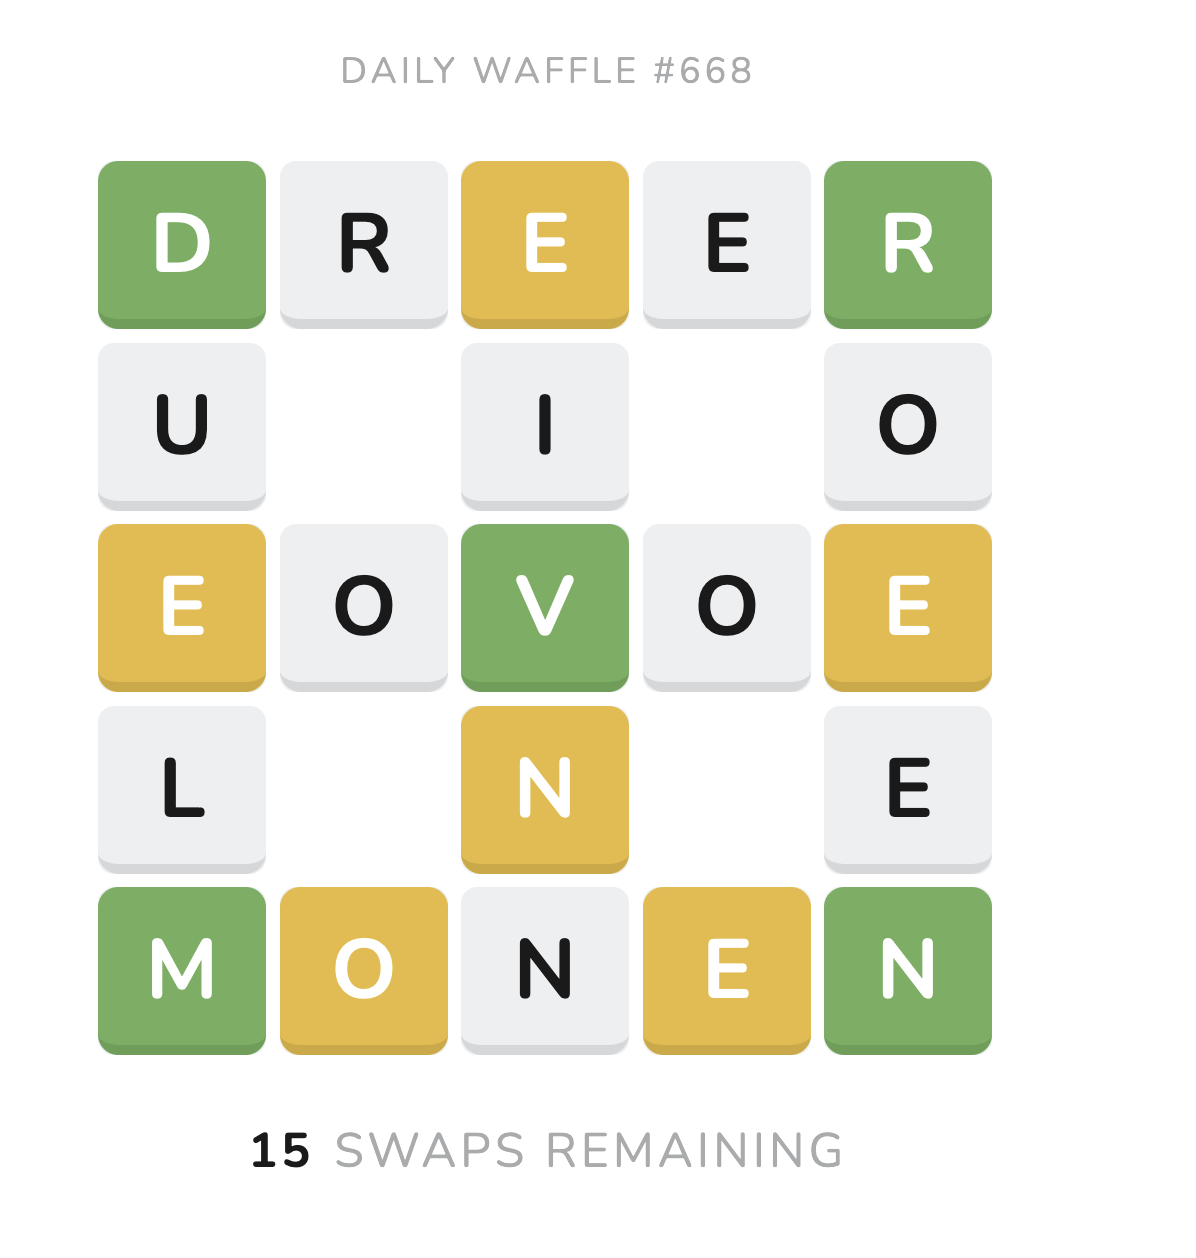 DAILY WAFFLE #668
D R E E R
U I O
E O V O E
L N E
M O N E N
15 SWAPS REMAINING